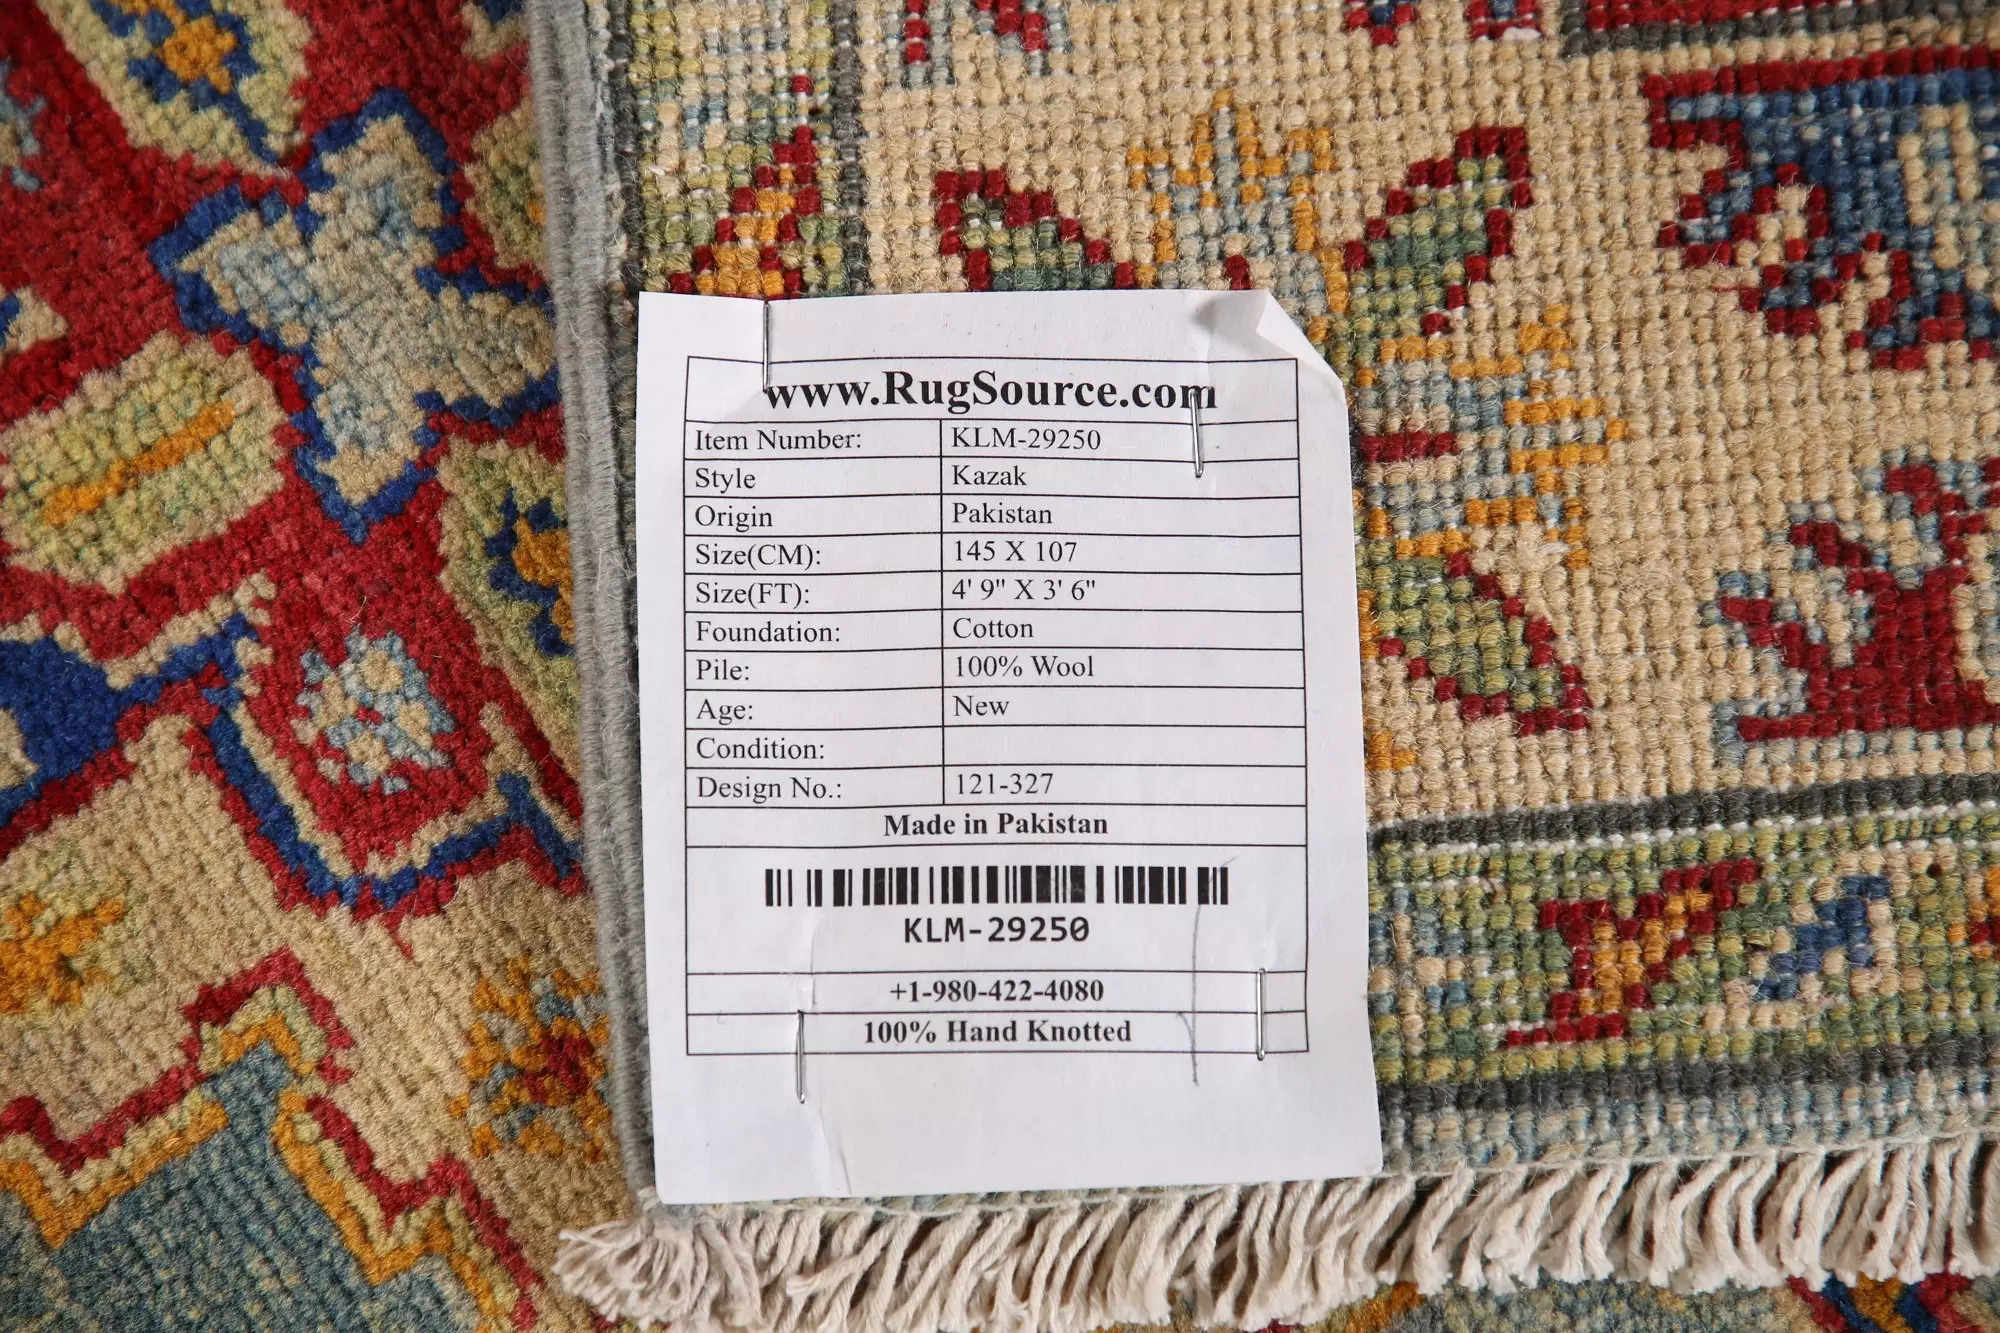 www.RugSource.com
Item Number: KLM-29250
Style Kazak
Origin Pakistan
Size(CM): 145 X 107
Size(FT): 4' 9" X 3' 6"
Foundation: Cotton
Pile: 100% Wool
Age: New
Condition:
Design No.: 121-327
Made in Pakistan
KLM-29250
+1-980-422-4080
100% Hand Knotted